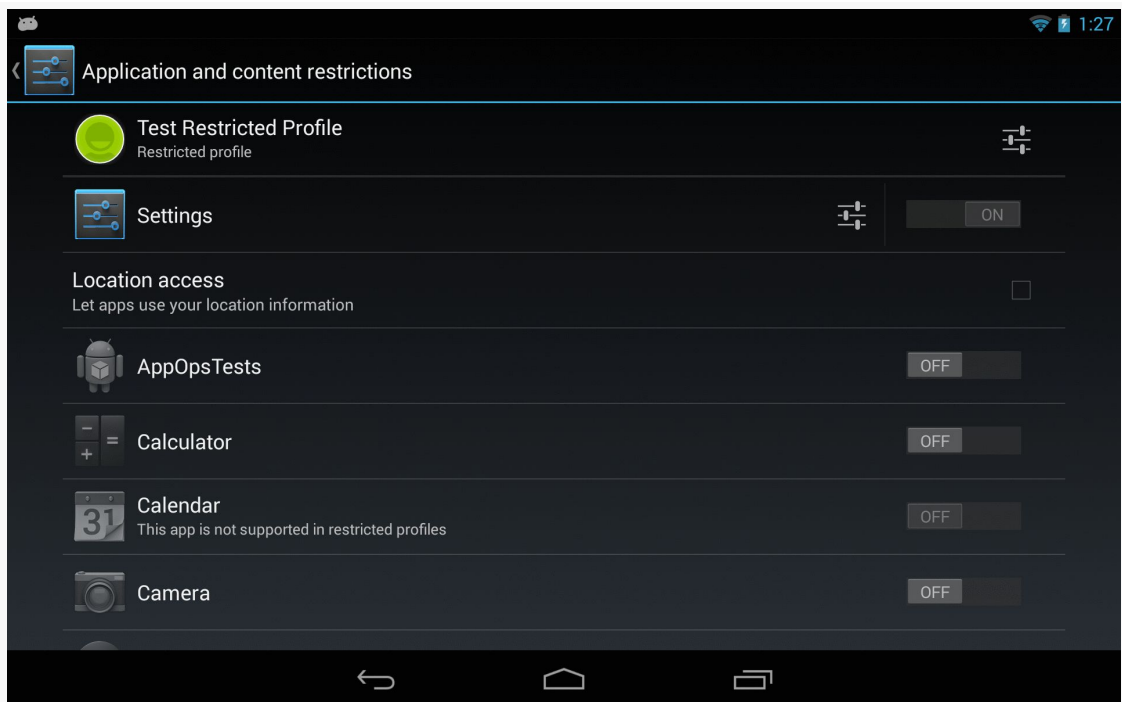 1:27
Application and content restrictions
Test Restricted Profile
Restricted profile
Settings
ON
Location access
Let apps use your location information
AppOpsTests
OFF
Calculator
OFF
31
Calendar
This app is not supported in restricted profiles
OFF
Camera
OFF